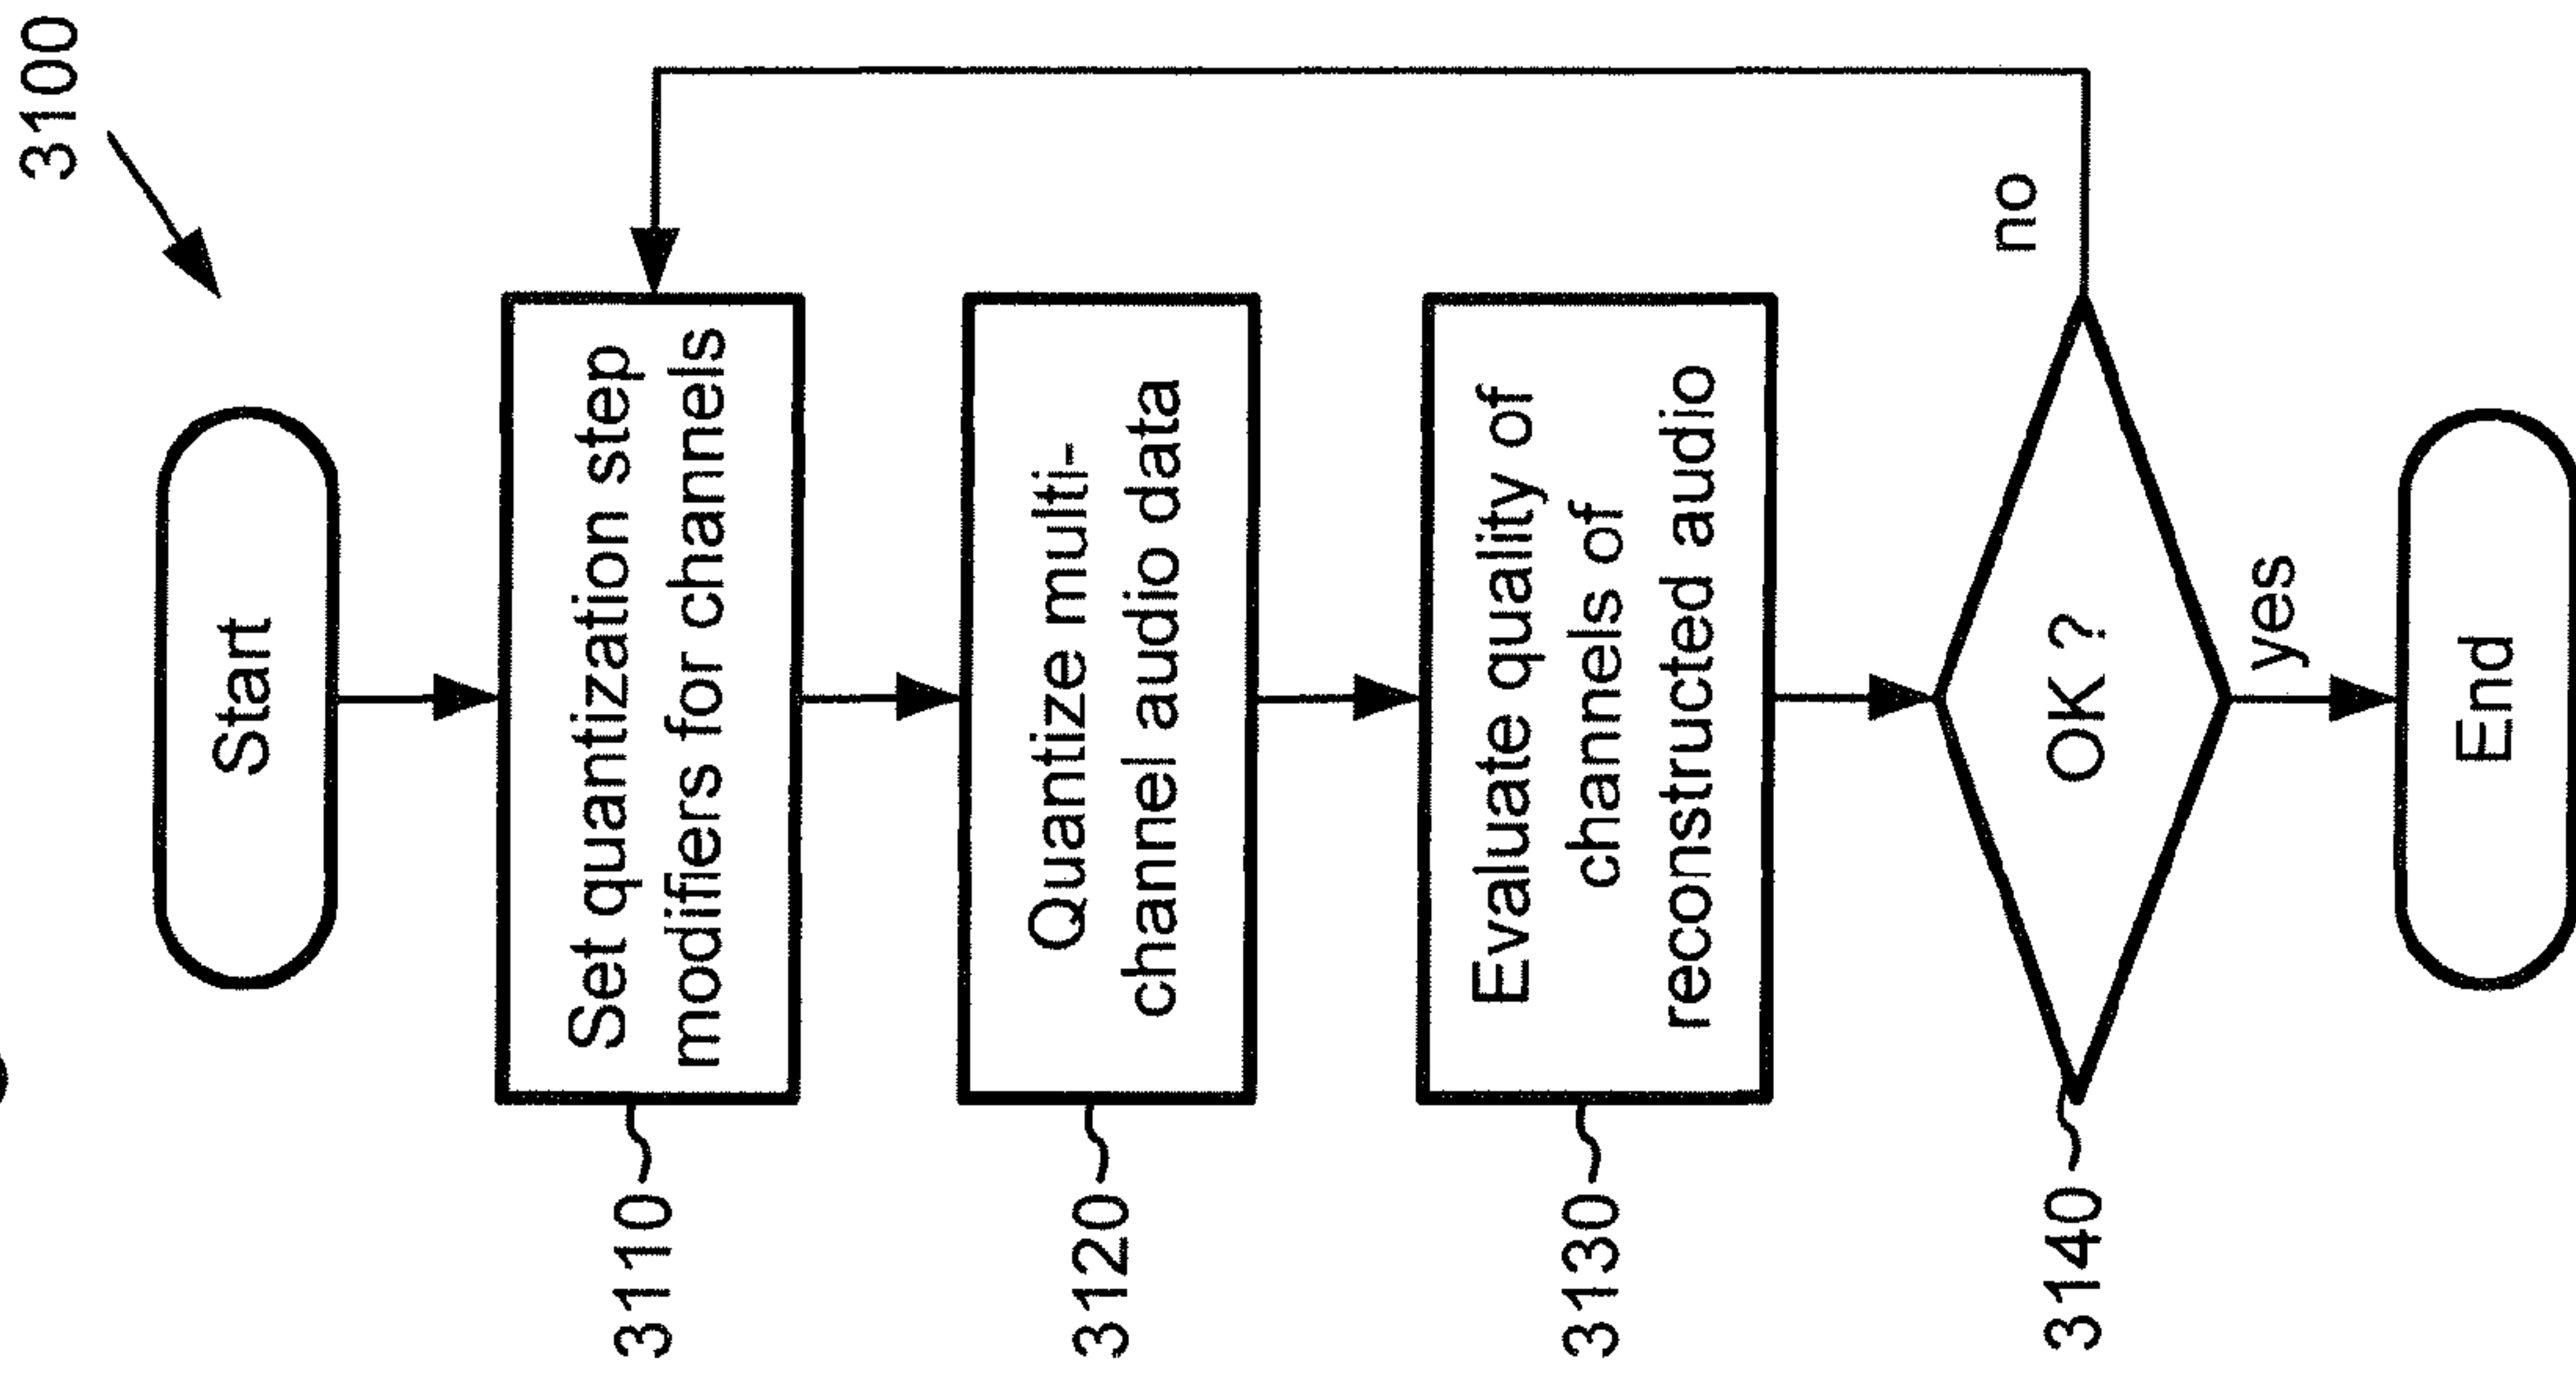 3100
Start
Set quantization step
modifiers for channels
3110
Quantize multi-
channel audio data
3120
Evaluate quality of
channels of
reconstructed audio
3130
OK ?
no
3140
yes
End